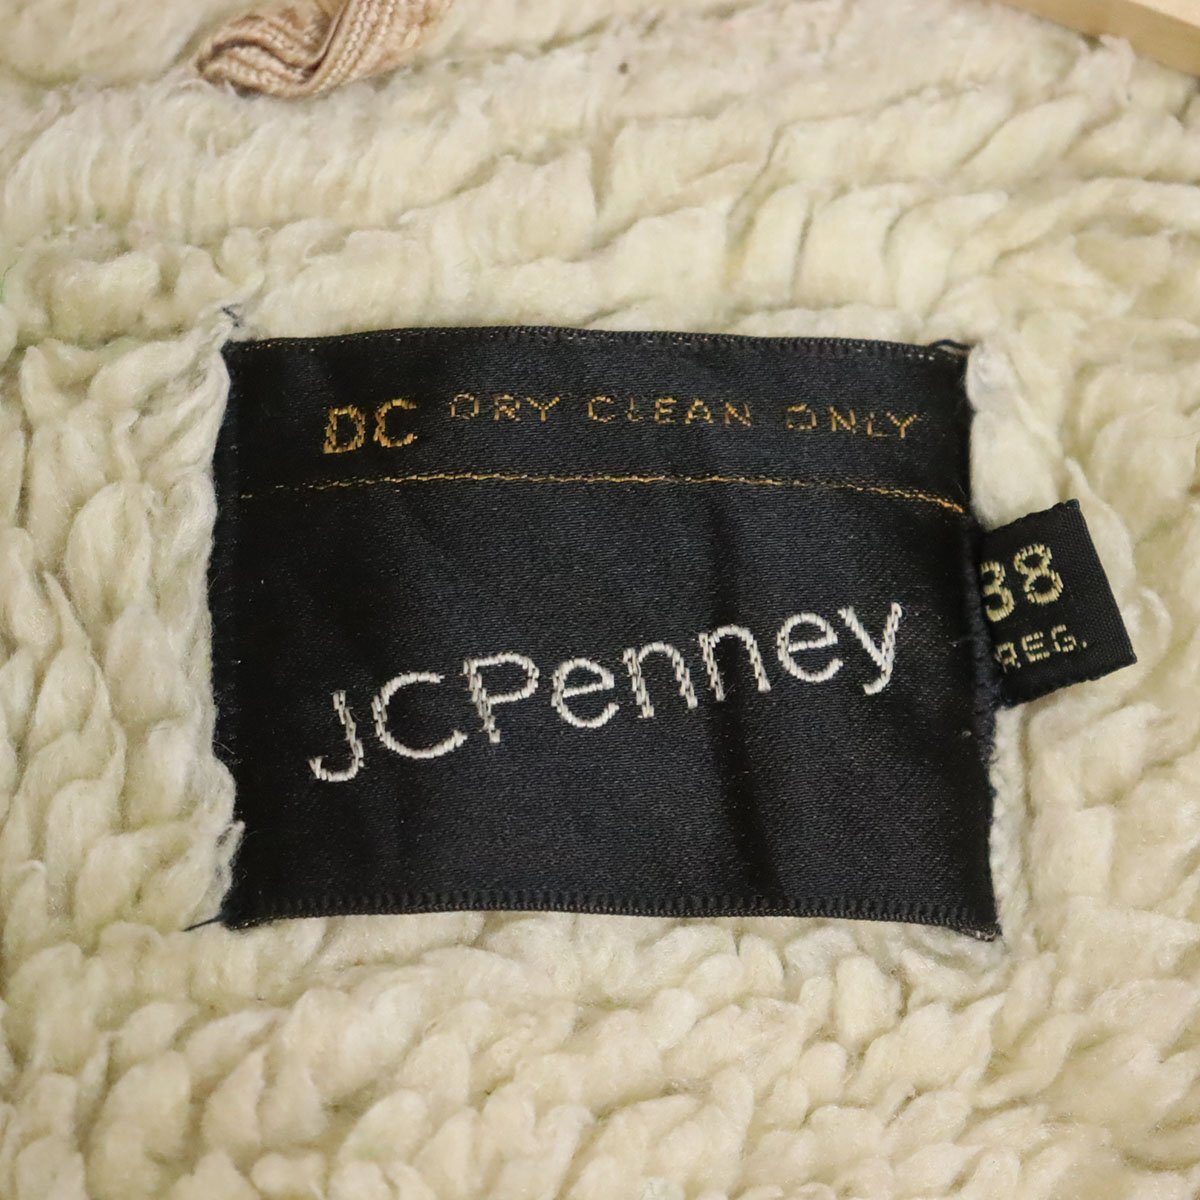 DC DRY CLEAN ONLY
JCPenney
38
REG.